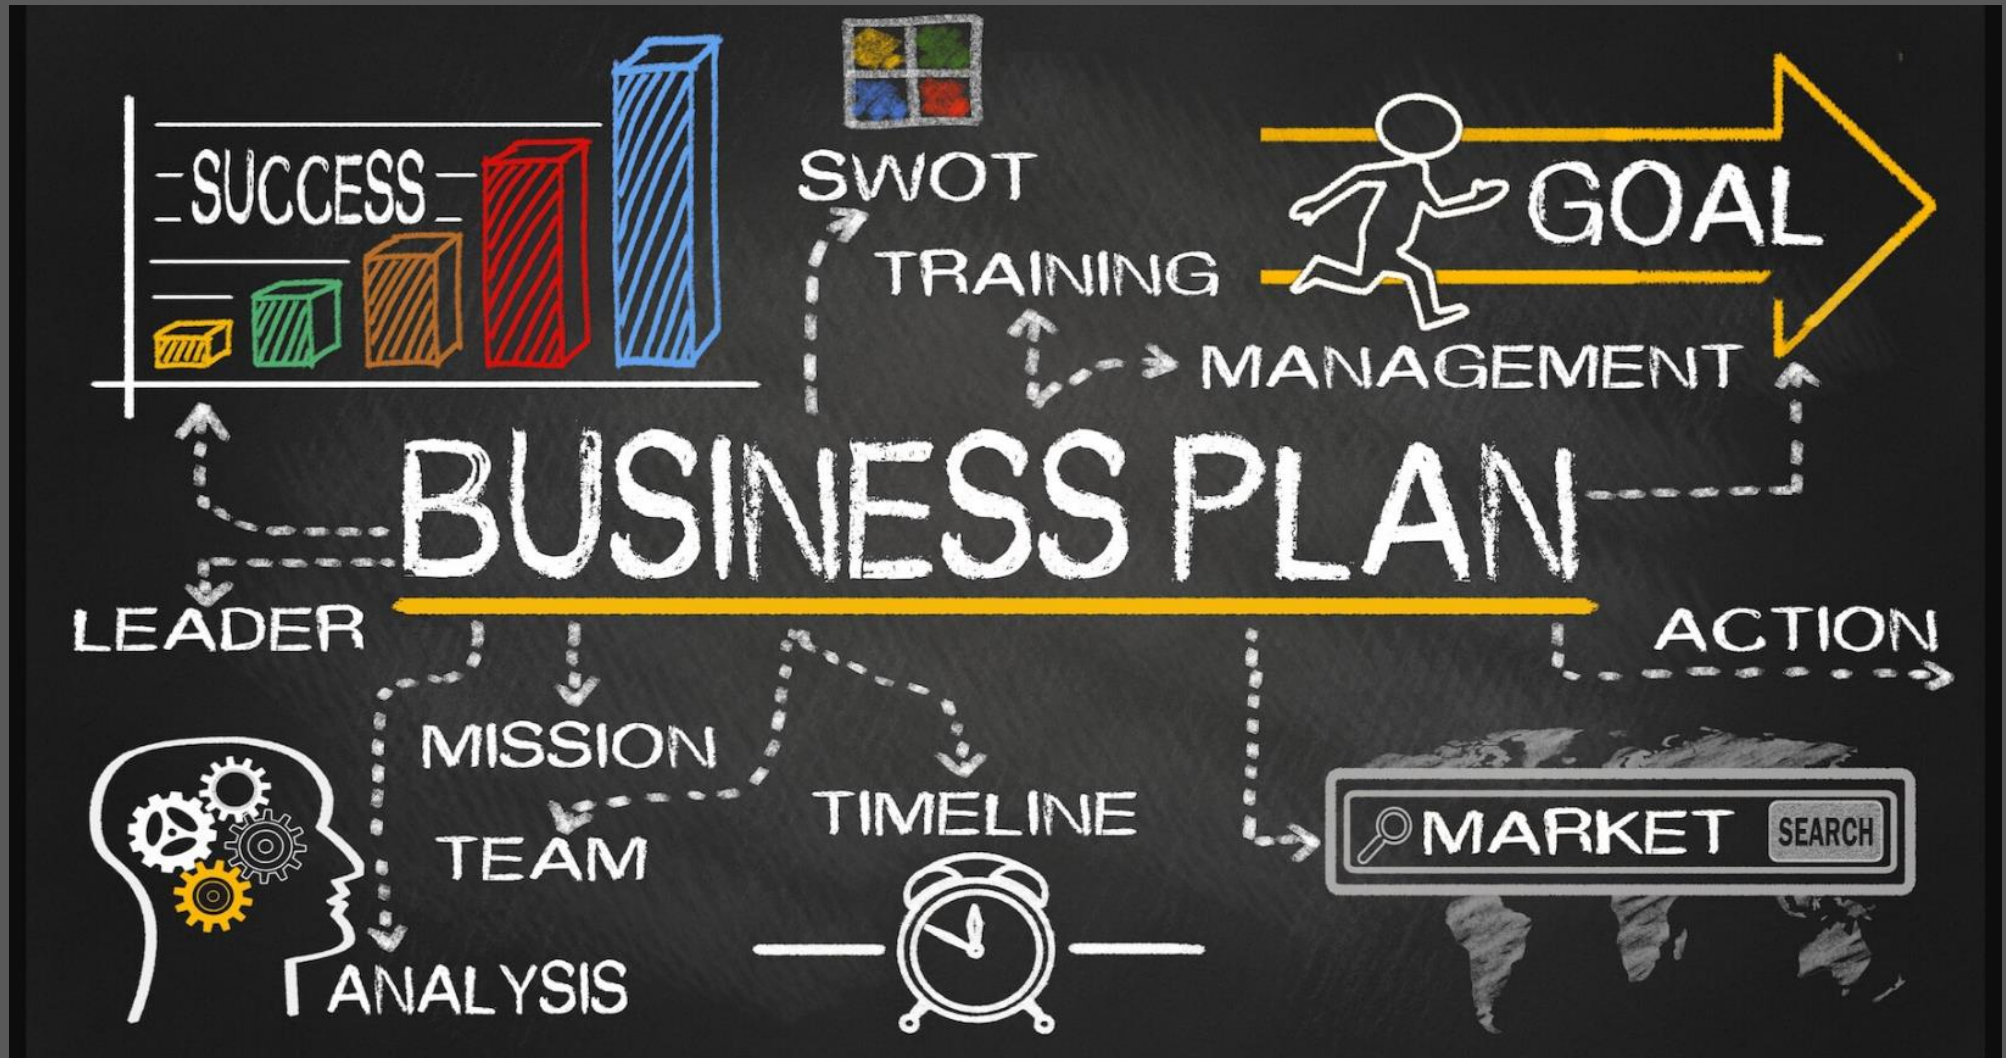 SUCCESS
SWOT
TRAINING
GOAL
MANAGEMENT
BUSINESS PLAN
LEADER
ACTION
MISSION
TEAM
TIMELINE
MARKET SEARCH
ANALYSIS